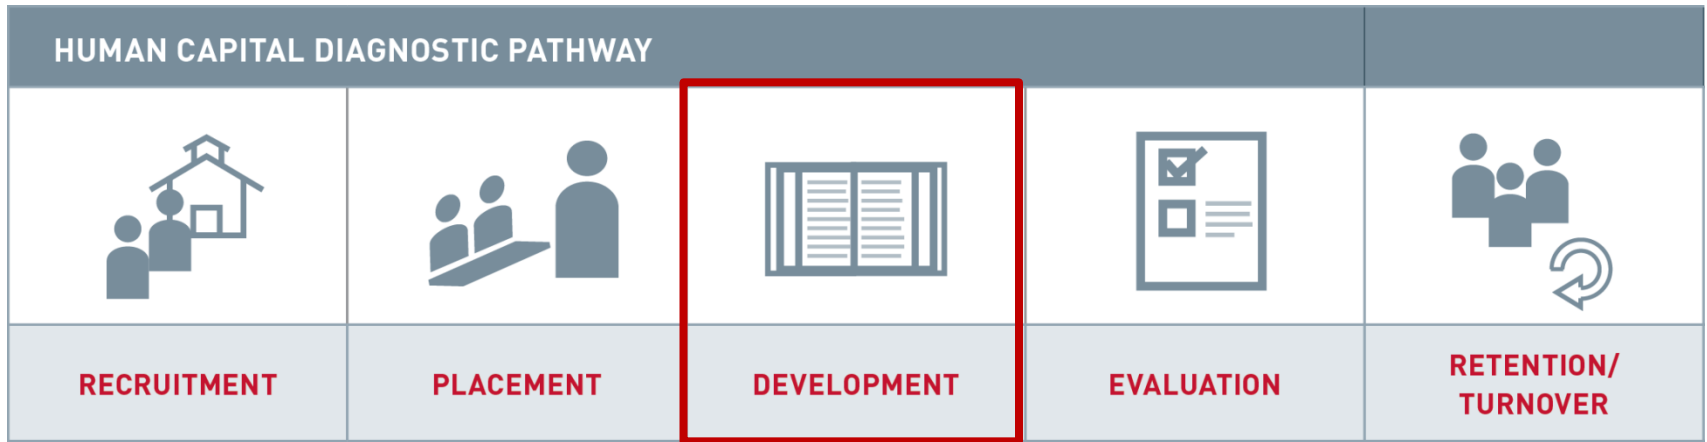 HUMAN CAPITAL DIAGNOSTIC PATHWAY
RECRUITMENT
PLACEMENT
DEVELOPMENT
EVALUATION
RETENTION/
TURNOVER